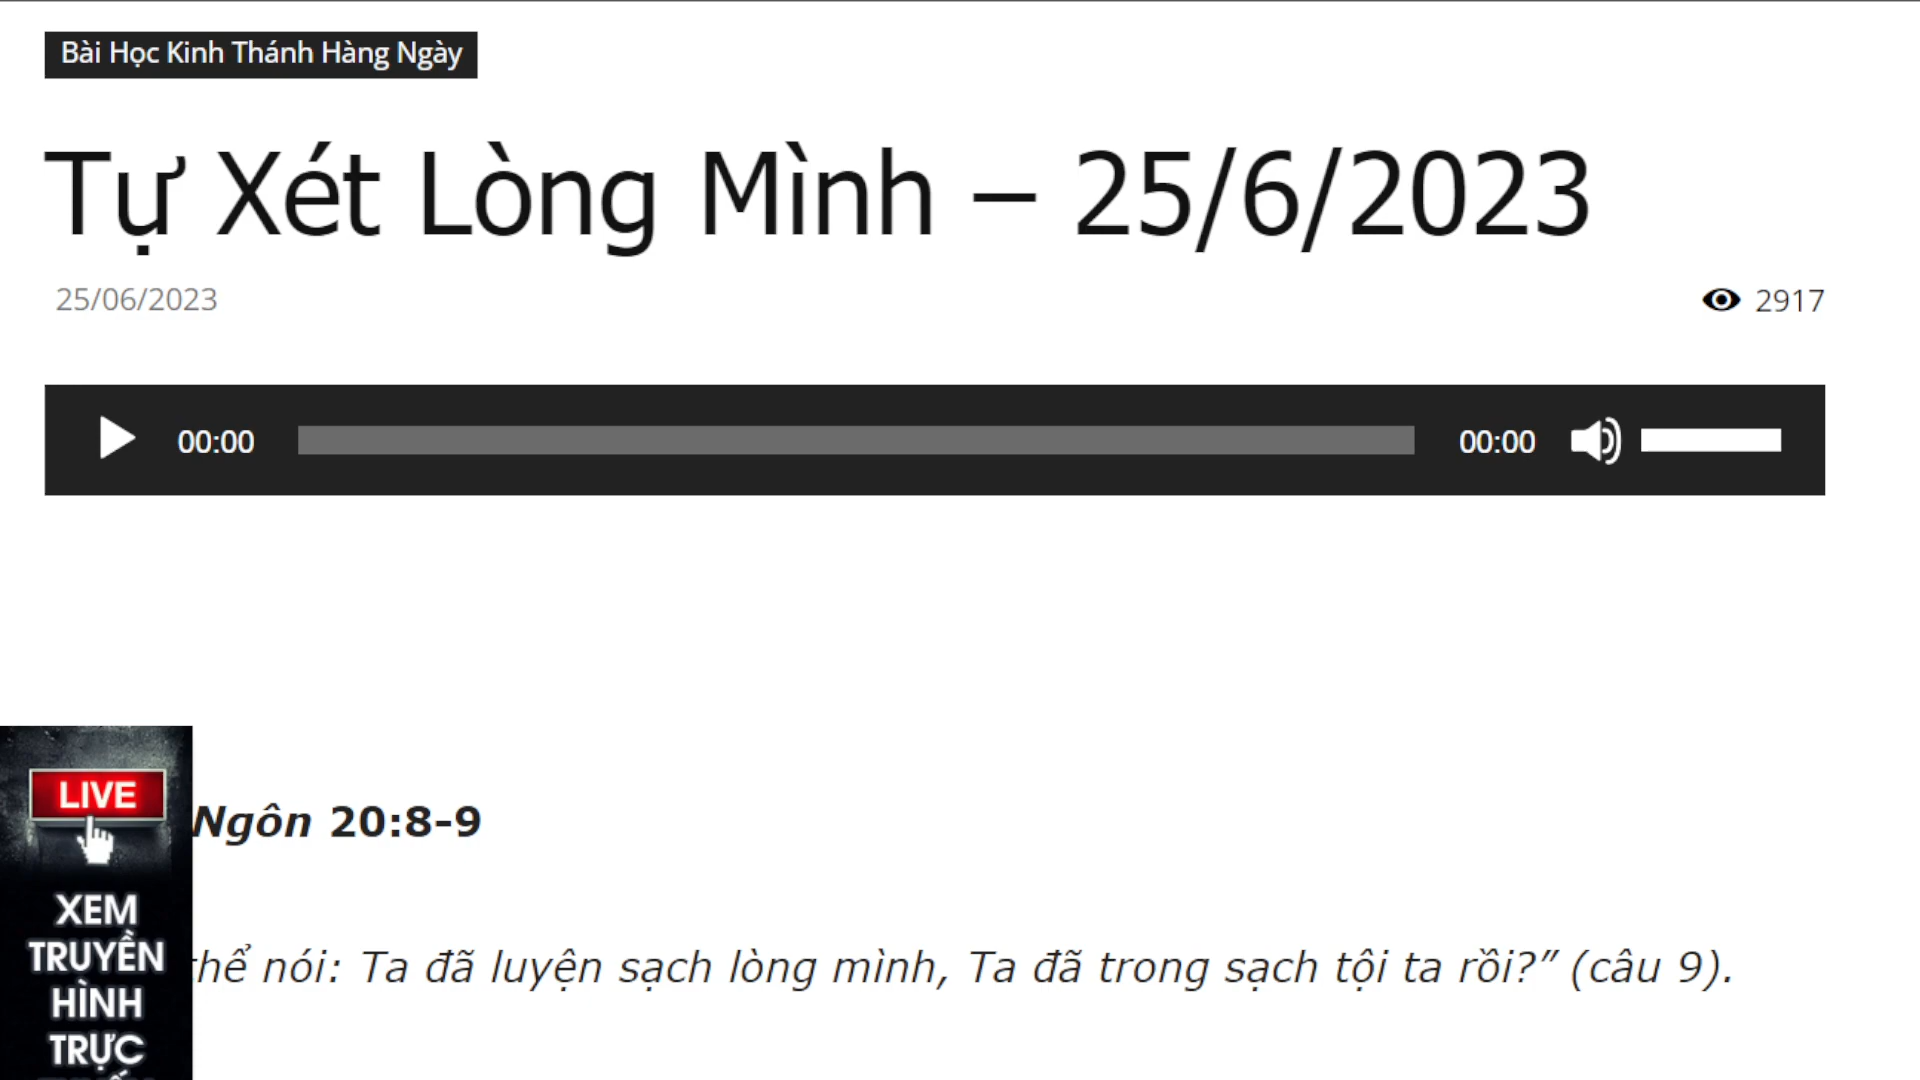 Bài Học Kinh Thánh Hàng Ngày
Tự Xét Lòng Mình – 25/6/2023
25/06/2023
2917
00:00
00:00
Ngôn 20:8-9
thể nói: Ta đã luyện sạch lòng mình, Ta đã trong sạch tội ta rồi?” (câu 9).
LIVE
XEM
TRUYỀN
HÌNH
TRỰC